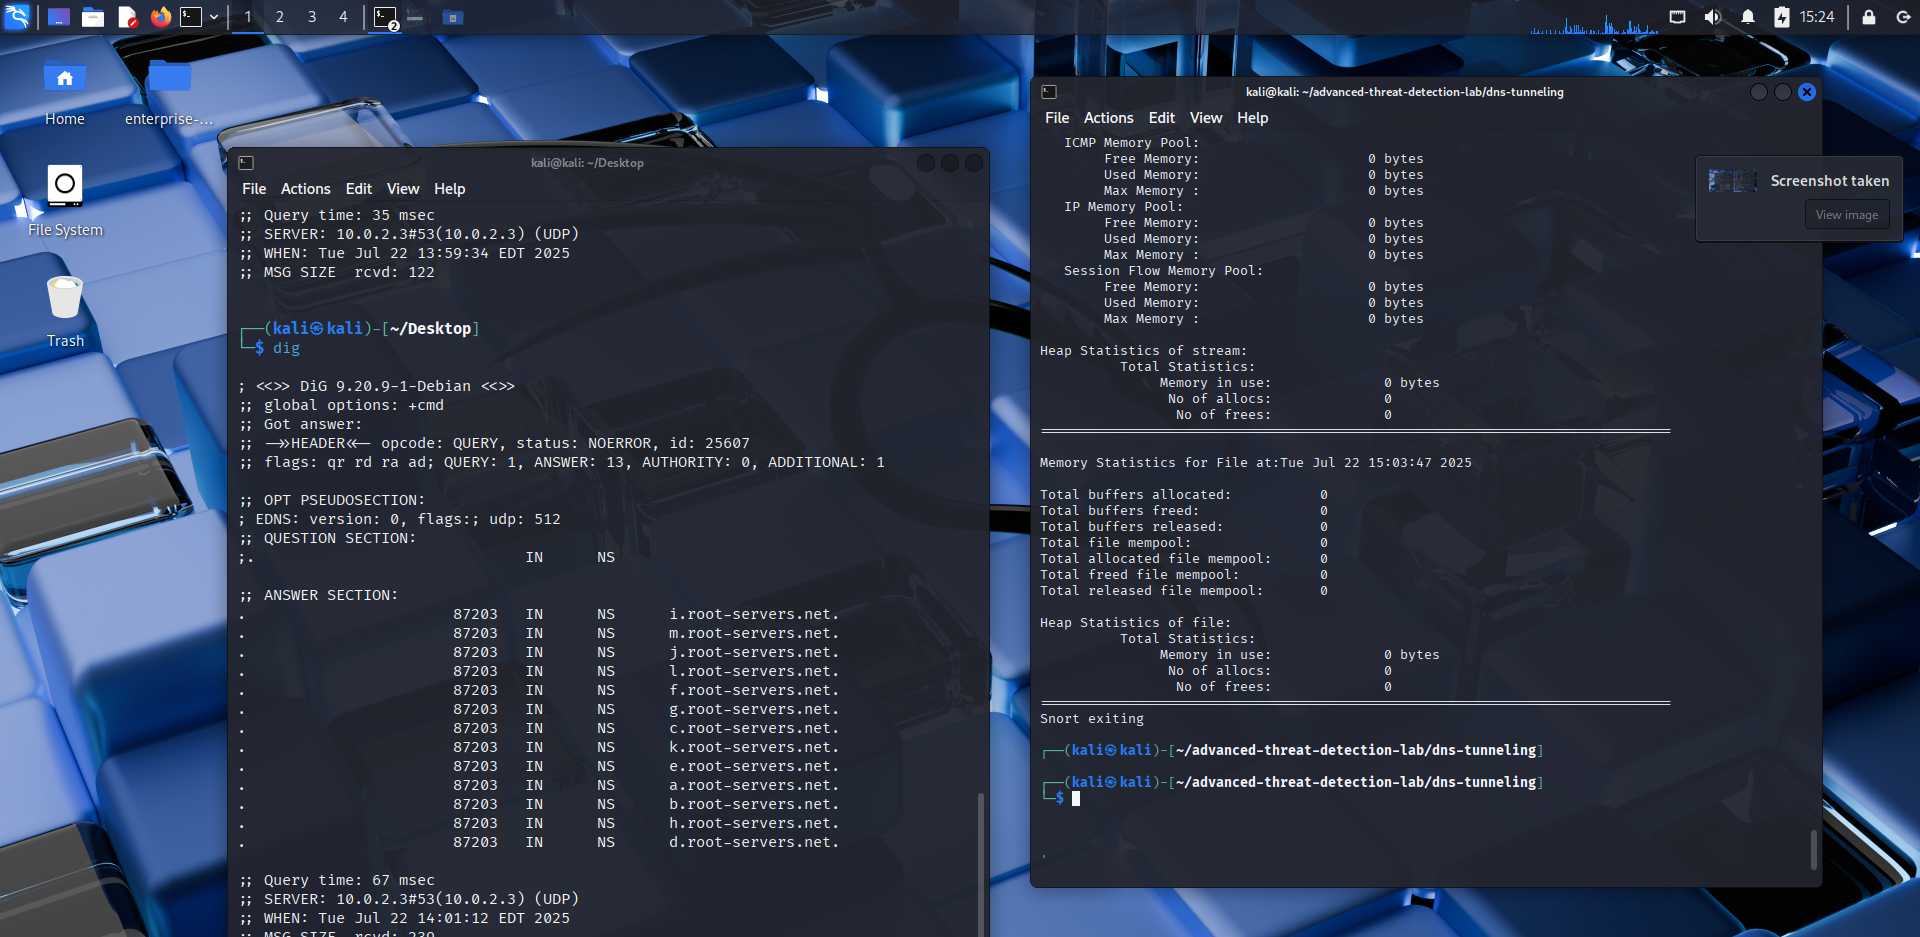 1 2 3 4
2
15:24
Home
enterprise-...
File System
Trash
kali@kali: ~/Desktop
File Actions Edit View Help
;; Query time: 35 msec
;; SERVER: 10.0.2.3#53(10.0.2.3) (UDP)
;; WHEN: Tue Jul 22 13:59:34 EDT 2025
;; MSG SIZE  rcvd: 122
┌──(kali㉿kali)-[~/Desktop]
└─$ dig
; <<>> DiG 9.20.9-1-Debian <<>>
;; global options: +cmd
;; Got answer:
;; ->>HEADER<<- opcode: QUERY, status: NOERROR, id: 25607
;; flags: qr rd ra ad; QUERY: 1, ANSWER: 13, AUTHORITY: 0, ADDITIONAL: 1
;; OPT PSEUDOSECTION:
; EDNS: version: 0, flags:; udp: 512
;; QUESTION SECTION:
;. IN NS
;; ANSWER SECTION:
. 87203 IN NS i.root-servers.net.
. 87203 IN NS m.root-servers.net.
. 87203 IN NS j.root-servers.net.
. 87203 IN NS l.root-servers.net.
. 87203 IN NS f.root-servers.net.
. 87203 IN NS g.root-servers.net.
. 87203 IN NS c.root-servers.net.
. 87203 IN NS k.root-servers.net.
. 87203 IN NS e.root-servers.net.
. 87203 IN NS a.root-servers.net.
. 87203 IN NS b.root-servers.net.
. 87203 IN NS h.root-servers.net.
. 87203 IN NS d.root-servers.net.
;; Query time: 67 msec
;; SERVER: 10.0.2.3#53(10.0.2.3) (UDP)
;; WHEN: Tue Jul 22 14:01:12 EDT 2025
;; MSG SIZE  rcvd: 239
kali@kali: ~/advanced-threat-detection-lab/dns-tunneling
File Actions Edit View Help
ICMP Memory Pool:
Free Memory: 0 bytes
Used Memory: 0 bytes
Max Memory : 0 bytes
IP Memory Pool:
Free Memory: 0 bytes
Used Memory: 0 bytes
Max Memory : 0 bytes
Session Flow Memory Pool:
Free Memory: 0 bytes
Used Memory: 0 bytes
Max Memory : 0 bytes
Heap Statistics of stream:
Total Statistics:
Memory in use: 0 bytes
No of allocs: 0
No of frees: 0
===============================================================================
Memory Statistics for File at:Tue Jul 22 15:03:47 2025
Total buffers allocated: 0
Total buffers freed: 0
Total buffers released: 0
Total file mempool: 0
Total allocated file mempool: 0
Total freed file mempool: 0
Total released file mempool: 0
Heap Statistics of file:
Total Statistics:
Memory in use: 0 bytes
No of allocs: 0
No of frees: 0
===============================================================================
Snort exiting
┌──(kali㉿kali)-[~/advanced-threat-detection-lab/dns-tunneling]
┌──(kali㉿kali)-[~/advanced-threat-detection-lab/dns-tunneling]
└─$
Screenshot taken
View image